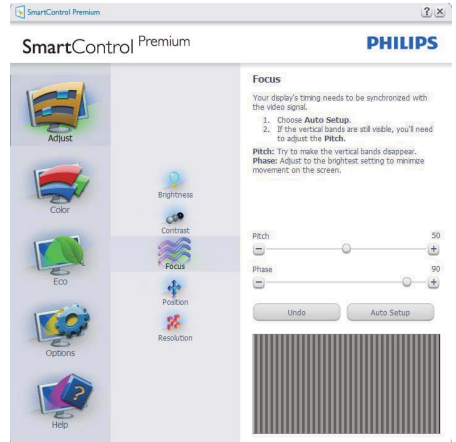 SmartControl Premium
SmartControl Premium
PHILIPS
Adjust
Color
Eco
Options
Help
Brightness
Contrast
Focus
Position
Resolution
Focus
Your display's timing needs to be synchronized with
the video signal.
1. Choose Auto Setup.
2. If the vertical bands are still visible, you'll need
to adjust the Pitch.
Pitch: Try to make the vertical bands disappear.
Phase: Adjust to the brightest setting to minimize
movement on the screen.
Pitch 50
Phase 90
Undo Auto Setup